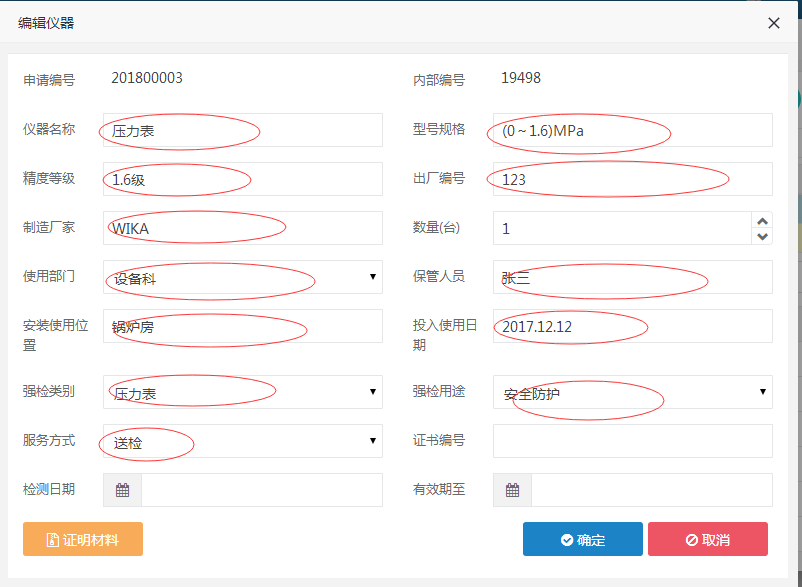 编辑仪器
申请编号 201800003 内部编号 19498
仪器名称 压力表 型号规格 (0～1.6)MPa
精度等级 1.6级 出厂编号 123
制造厂家 WIKA 数量(台) 1
使用部门 设备科 保管人员 张三
安装使用位置 锅炉房 投入使用日期 2017.12.12
强检类别 压力表 强检用途 安全防护
服务方式 送检 证书编号
检测日期 有效期至
证明材料 确定 取消